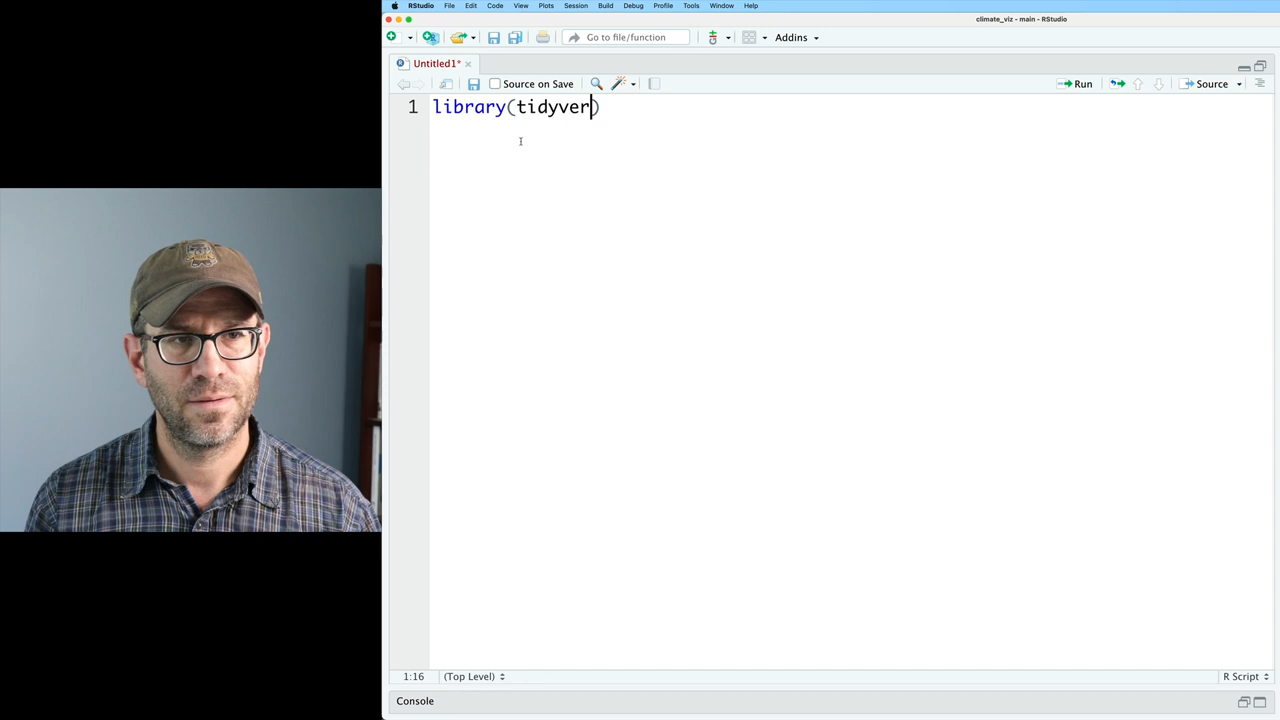 RStudio File Edit Code View Plots Session Build Debug Profile Tools Window Help
climate_viz - main - RStudio
Go to file/function Addins
Untitled1*
Source on Save Run Source
1 library(tidyver)
1:16 (Top Level) R Script
Console